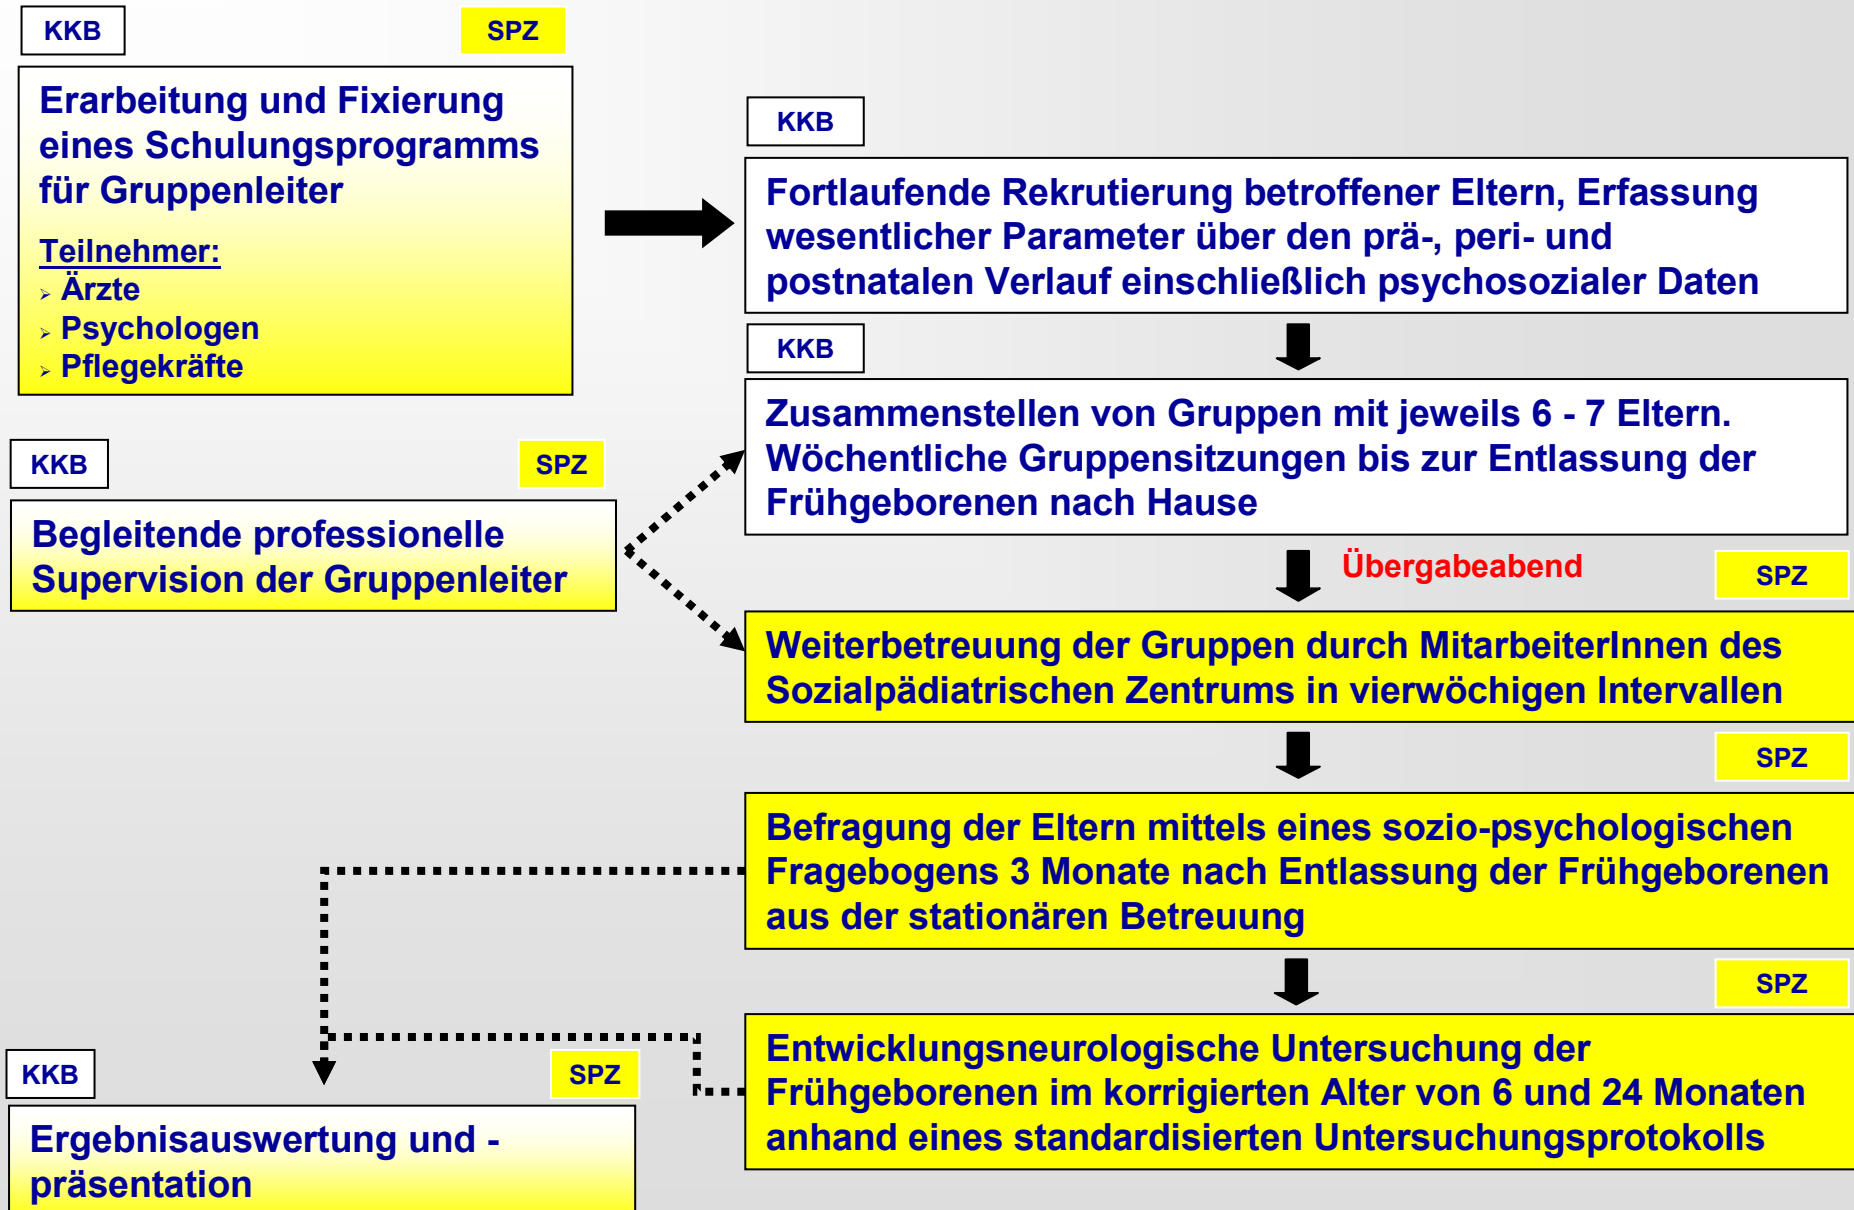 KKB
SPZ
Erarbeitung und Fixierung
eines Schulungsprogramms
für Gruppenleiter
Teilnehmer:
➢ Ärzte
➢ Psychologen
➢ Pflegekräfte
KKB
Fortlaufende Rekrutierung betroffener Eltern, Erfassung
wesentlicher Parameter über den prä-, peri- und
postnatalen Verlauf einschließlich psychosozialer Daten
KKB
Zusammenstellen von Gruppen mit jeweils 6 - 7 Eltern.
Wöchentliche Gruppensitzungen bis zur Entlassung der
Frühgeborenen nach Hause
KKB
SPZ
Begleitende professionelle
Supervision der Gruppenleiter
Übergabeabend
SPZ
Weiterbetreuung der Gruppen durch MitarbeiterInnen des
Sozialpädiatrischen Zentrums in vierwöchigen Intervallen
SPZ
Befragung der Eltern mittels eines sozio-psychologischen
Fragebogens 3 Monate nach Entlassung der Frühgeborenen
aus der stationären Betreuung
SPZ
Entwicklungsneurologische Untersuchung der
Frühgeborenen im korrigierten Alter von 6 und 24 Monaten
anhand eines standardisierten Untersuchungsprotokolls
KKB
SPZ
Ergebnisauswertung und -
präsentation